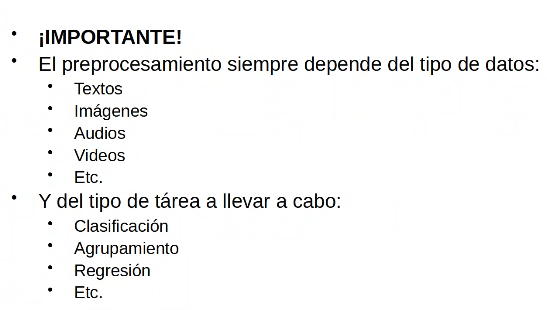 • ¡IMPORTANTE!
• El preprocesamiento siempre depende del tipo de datos:
• Textos
• Imágenes
• Audios
• Videos
• Etc.
• Y del tipo de tárea a llevar a cabo:
• Clasificación
• Agrupamiento
• Regresión
• Etc.